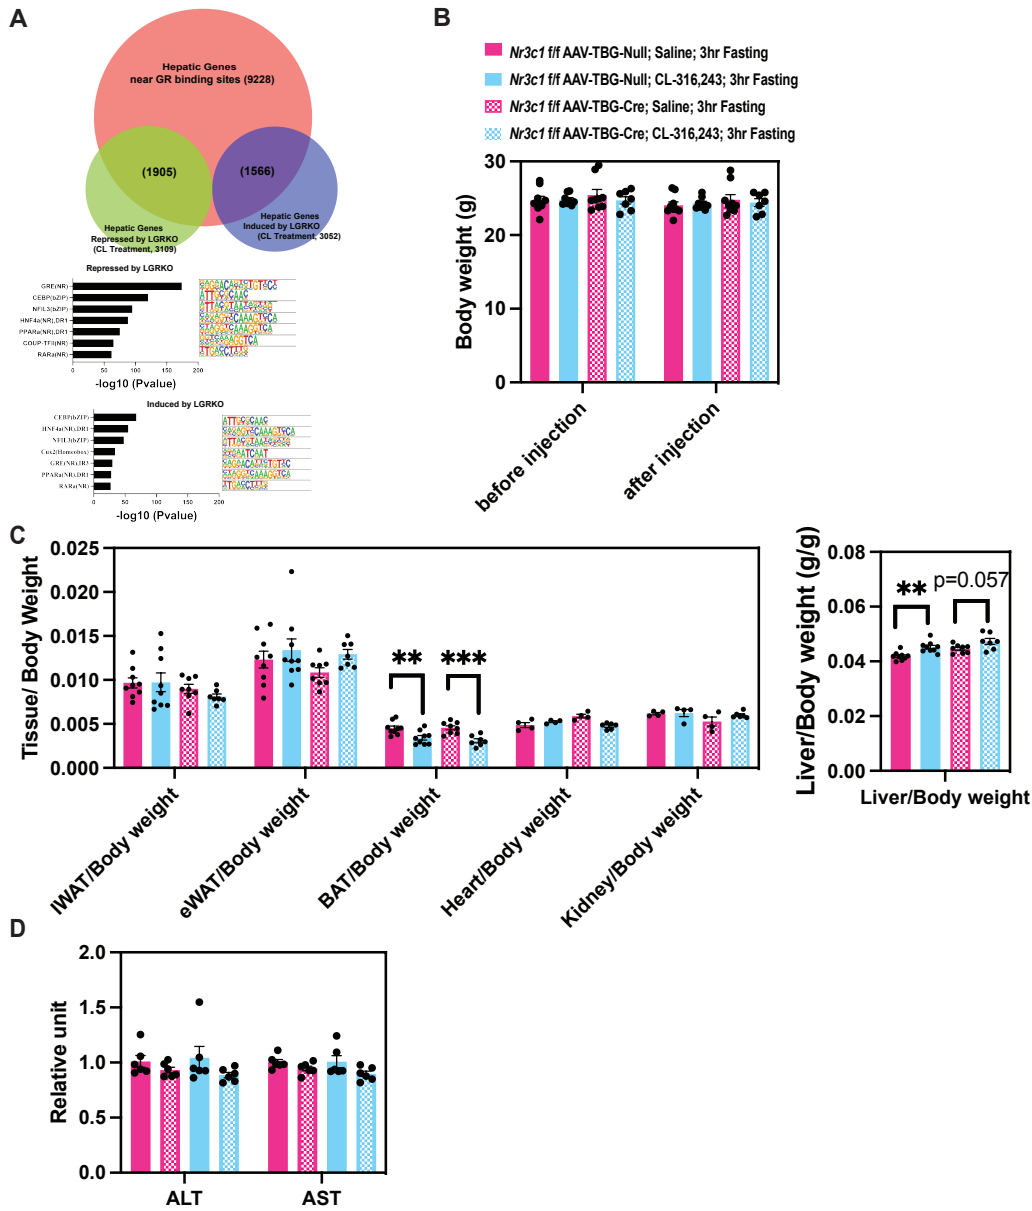 A
Hepatic Genes
near GR binding sites (9228)
(1905)
(1566)
Hepatic Genes
Repressed by LGRKO
(CL Treatment, 3109)
Hepatic Genes
Induced by LGRKO
(CL Treatment, 3052)
Repressed by LGRKO
GRE(NR)
CEBP(bZIP)
NFIL3(bZIP)
HNF4a(NR),DR1
PPARa(NR),DR1
COUP-TFII(NR)
RARa(NR)
0 50 100 150 200
-log10 (Pvalue)
Induced by LGRKO
CEBP(bZIP)
HNF4a(NR),DR1
NFIL3(bZIP)
Cux2(Homeobox)
GRE(NR),IR3
PPARa(NR),DR1
RARa(NR)
0 50 100 150 200
-log10 (Pvalue)
B
Nr3c1 f/f AAV-TBG-Null; Saline; 3hr Fasting
Nr3c1 f/f AAV-TBG-Null; CL-316,243; 3hr Fasting
Nr3c1 f/f AAV-TBG-Cre; Saline; 3hr Fasting
Nr3c1 f/f AAV-TBG-Cre; CL-316,243; 3hr Fasting
Body weight (g)
30
20
10
0
before injection
after injection
C
Tissue/ Body Weight
0.025
0.020
0.015
0.010
0.005
0.000
** ***
IWAT/Body weight
eWAT/Body weight
BAT/Body weight
Heart/Body weight
Kidney/Body weight
Liver/Body weight (g/g)
0.08
0.06
0.04
0.02
0.00
** p=0.057
Liver/Body weight
D
Relative unit
2.0
1.5
1.0
0.5
0.0
ALT AST